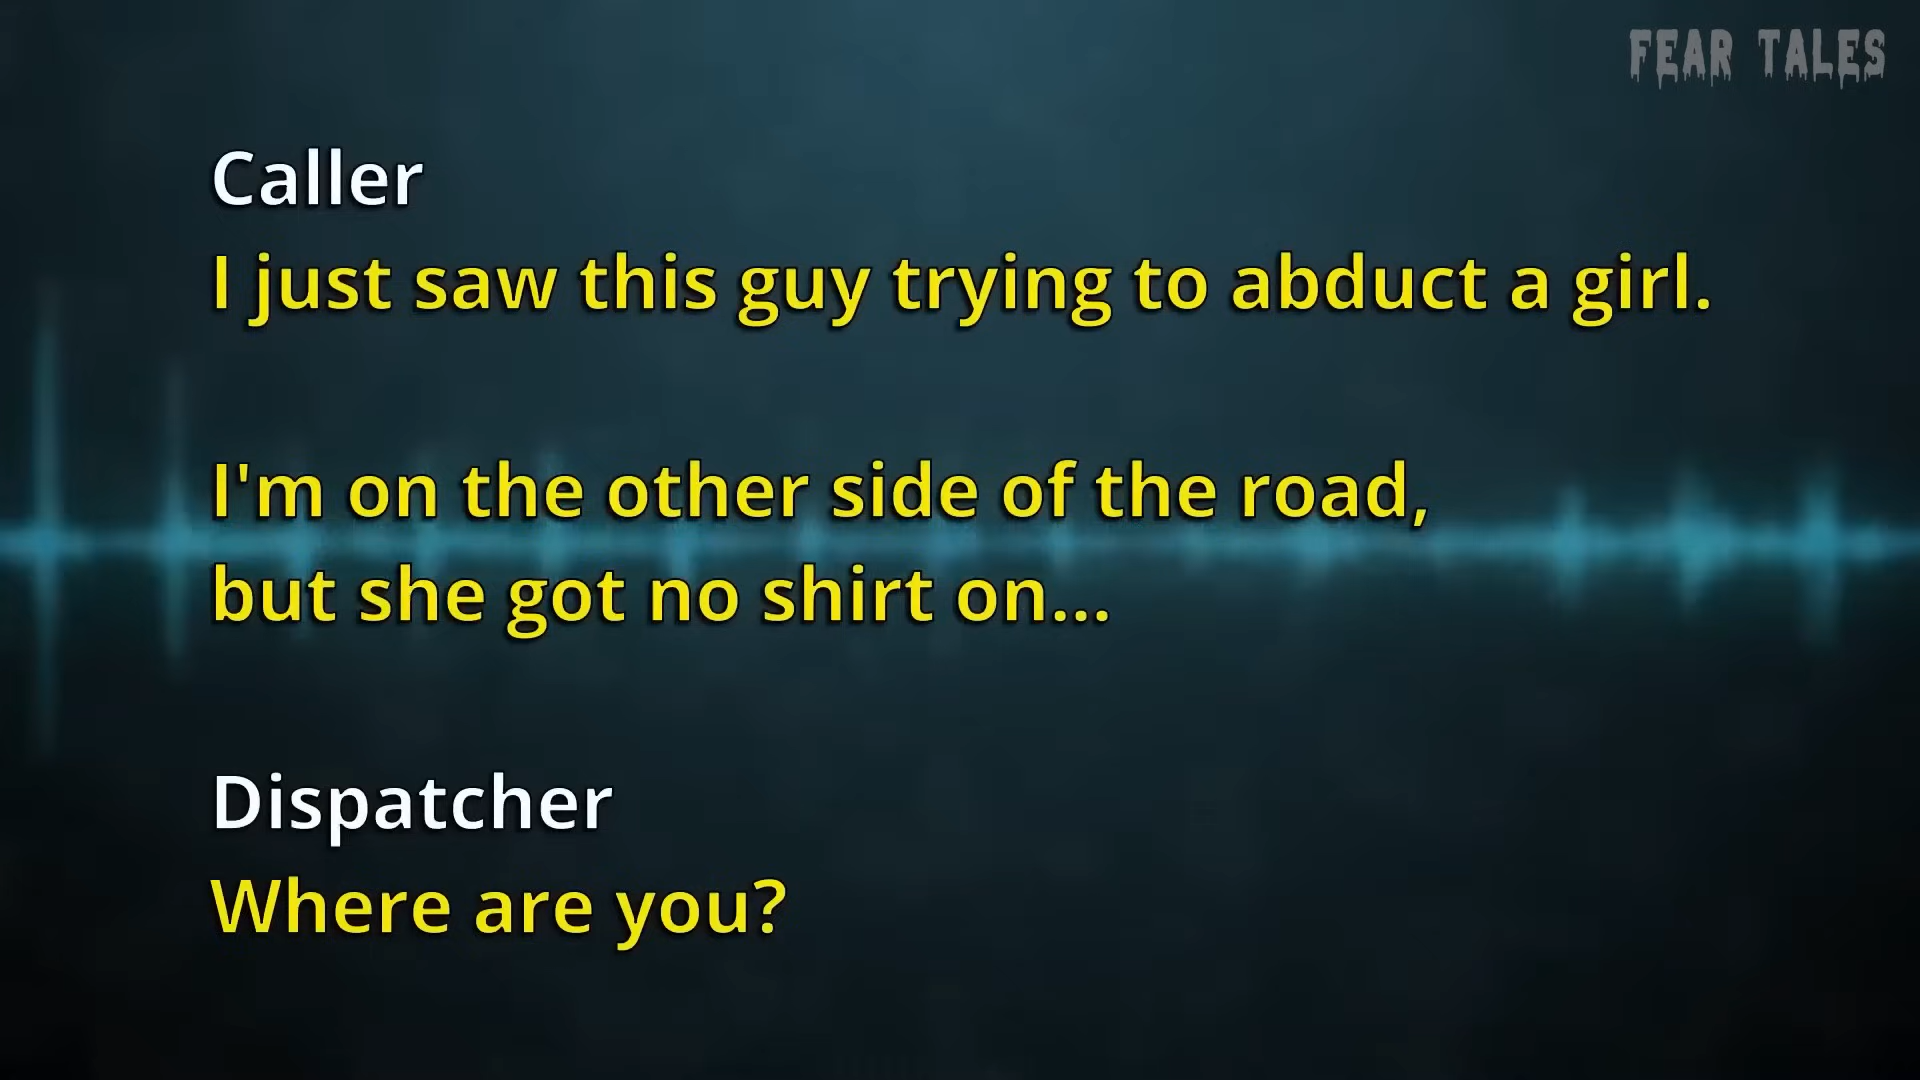 FEAR TALES
Caller
I just saw this guy trying to abduct a girl.
I'm on the other side of the road,
but she got no shirt on...
Dispatcher
Where are you?